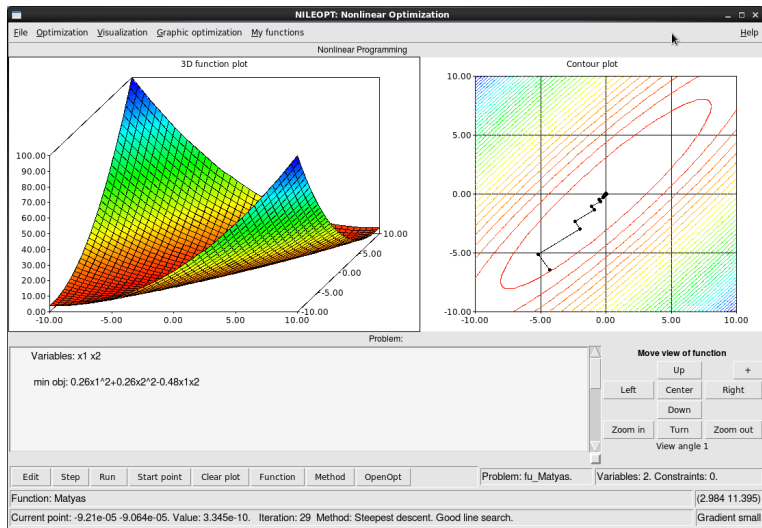 NILEOPT: Nonlinear Optimization
File Optimization Visualization Graphic optimization My functions Help
Nonlinear Programming
3D function plot
100.00
90.00
80.00
70.00
60.00
50.00
40.00
30.00
20.00
10.00
0.00
-10.00 -5.00 0.00 5.00 10.00
10.00
5.00
0.00
-5.00
-10.00
Contour plot
10.00
5.00
0.00
-5.00
-10.00
-10.00 -5.00 0.00 5.00 10.00
Problem:
Variables: x1 x2
min obj: 0.26x1^2+0.26x2^2-0.48x1x2
Move view of function
Up +
Left Center Right
Down
Zoom in Turn Zoom out
View angle 1
Edit Step Run Start point Clear plot Function Method OpenOpt
Problem: fu_Matyas. Variables: 2. Constraints: 0.
Function: Matyas (2.984 11.395)
Current point: -9.21e-05 -9.064e-05. Value: 3.345e-10. Iteration: 29 Method: Steepest descent. Good line search. Gradient small